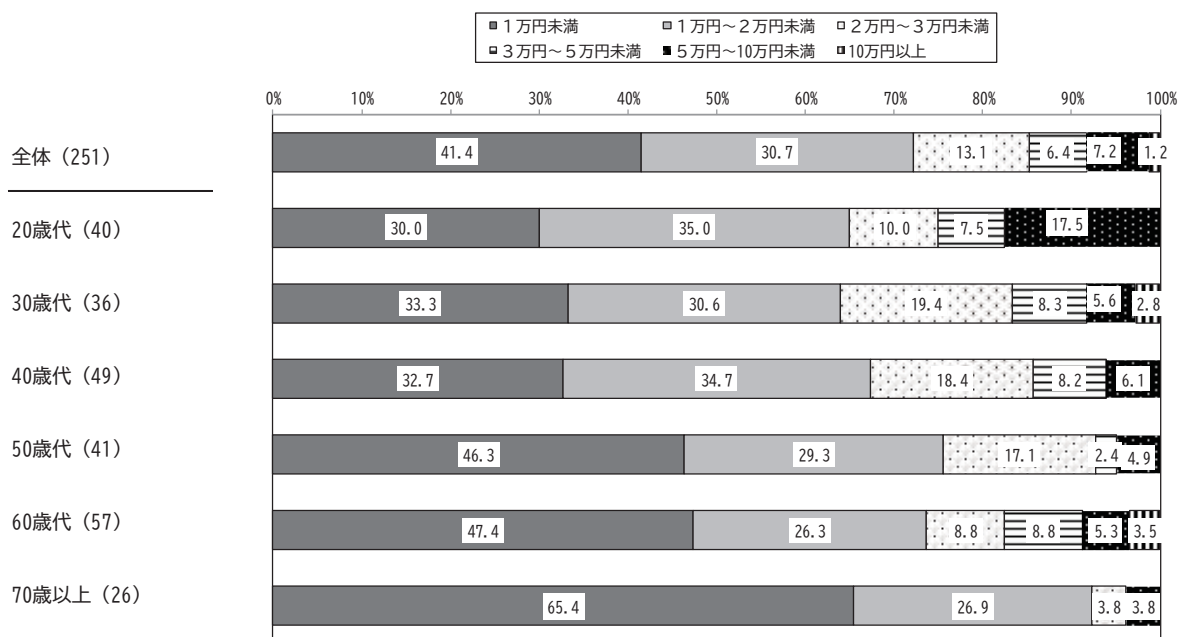 １万円未満 １万円～２万円未満 ２万円～３万円未満
３万円～５万円未満 ５万円～10万円未満 10万円以上
0% 10% 20% 30% 40% 50% 60% 70% 80% 90% 100%
全体（251） 41.4 30.7 13.1 6.4 7.2 1.2
20歳代（40） 30.0 35.0 10.0 7.5 17.5
30歳代（36） 33.3 30.6 19.4 8.3 5.6 2.8
40歳代（49） 32.7 34.7 18.4 8.2 6.1
50歳代（41） 46.3 29.3 17.1 2.4 4.9
60歳代（57） 47.4 26.3 8.8 8.8 5.3 3.5
70歳以上（26） 65.4 26.9 3.8 3.8